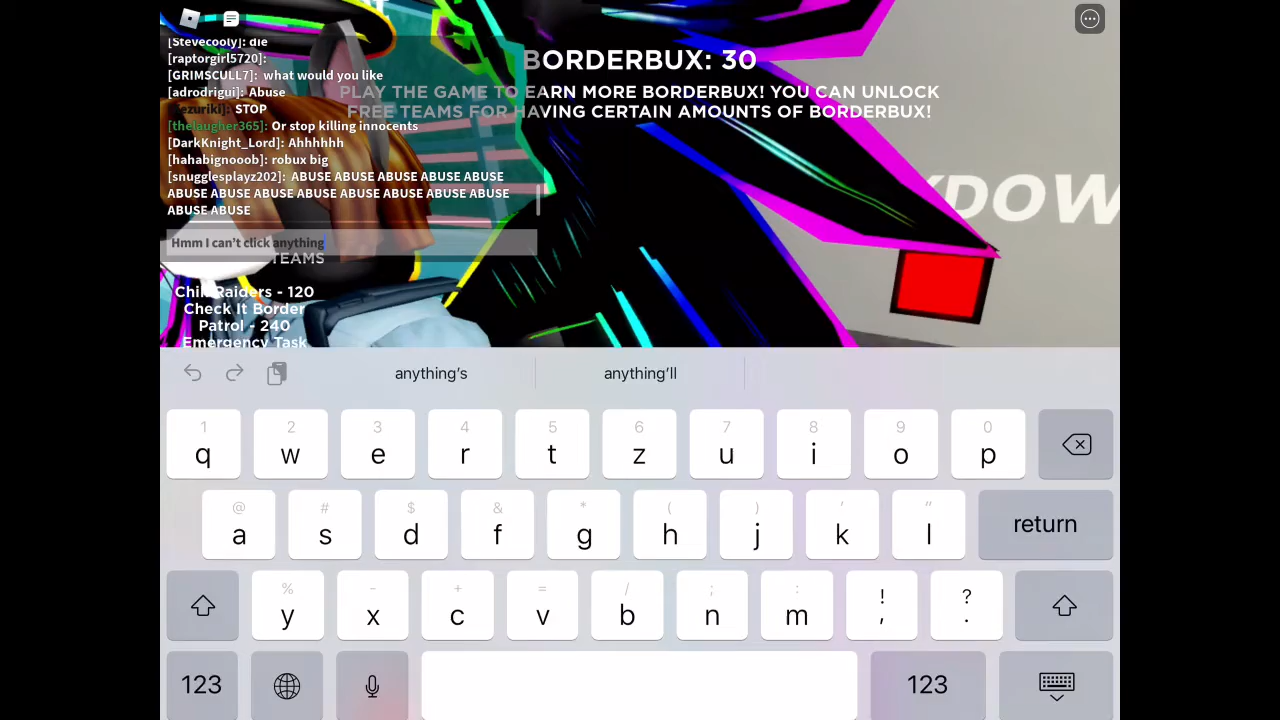 [Stevecooly]: die
[raptorgirl5720]:
[GRIMSCULL7]: what would you like
[adrodrigui]: Abuse
STOP
[thelaugher365]: Or stop killing innocents
[DarkKnight_Lord]: Ahhhhhh
[hahabignooob]: robux big
[snugglesplayz202]: ABUSE ABUSE ABUSE ABUSE ABUSE
ABUSE ABUSE ABUSE ABUSE ABUSE ABUSE ABUSE
ABUSE ABUSE
Hmm I can’t click anything
BORDERBUX: 30
PLAY THE GAME TO EARN MORE BORDERBUX! YOU CAN UNLOCK
FREE TEAMS FOR HAVING CERTAIN AMOUNTS OF BORDERBUX!
TEAMS
Chili Raiders - 120
Check It Border
Patrol - 240
Emergency Task
anything’s anything’ll
1 2 3 4 5 6 7 8 9 0
q w e r t z u i o p
@ # $ & * ( ) ' "
a s d f g h j k l return
% - + = / ; : ! ?
y x c v b n m , .
123 123